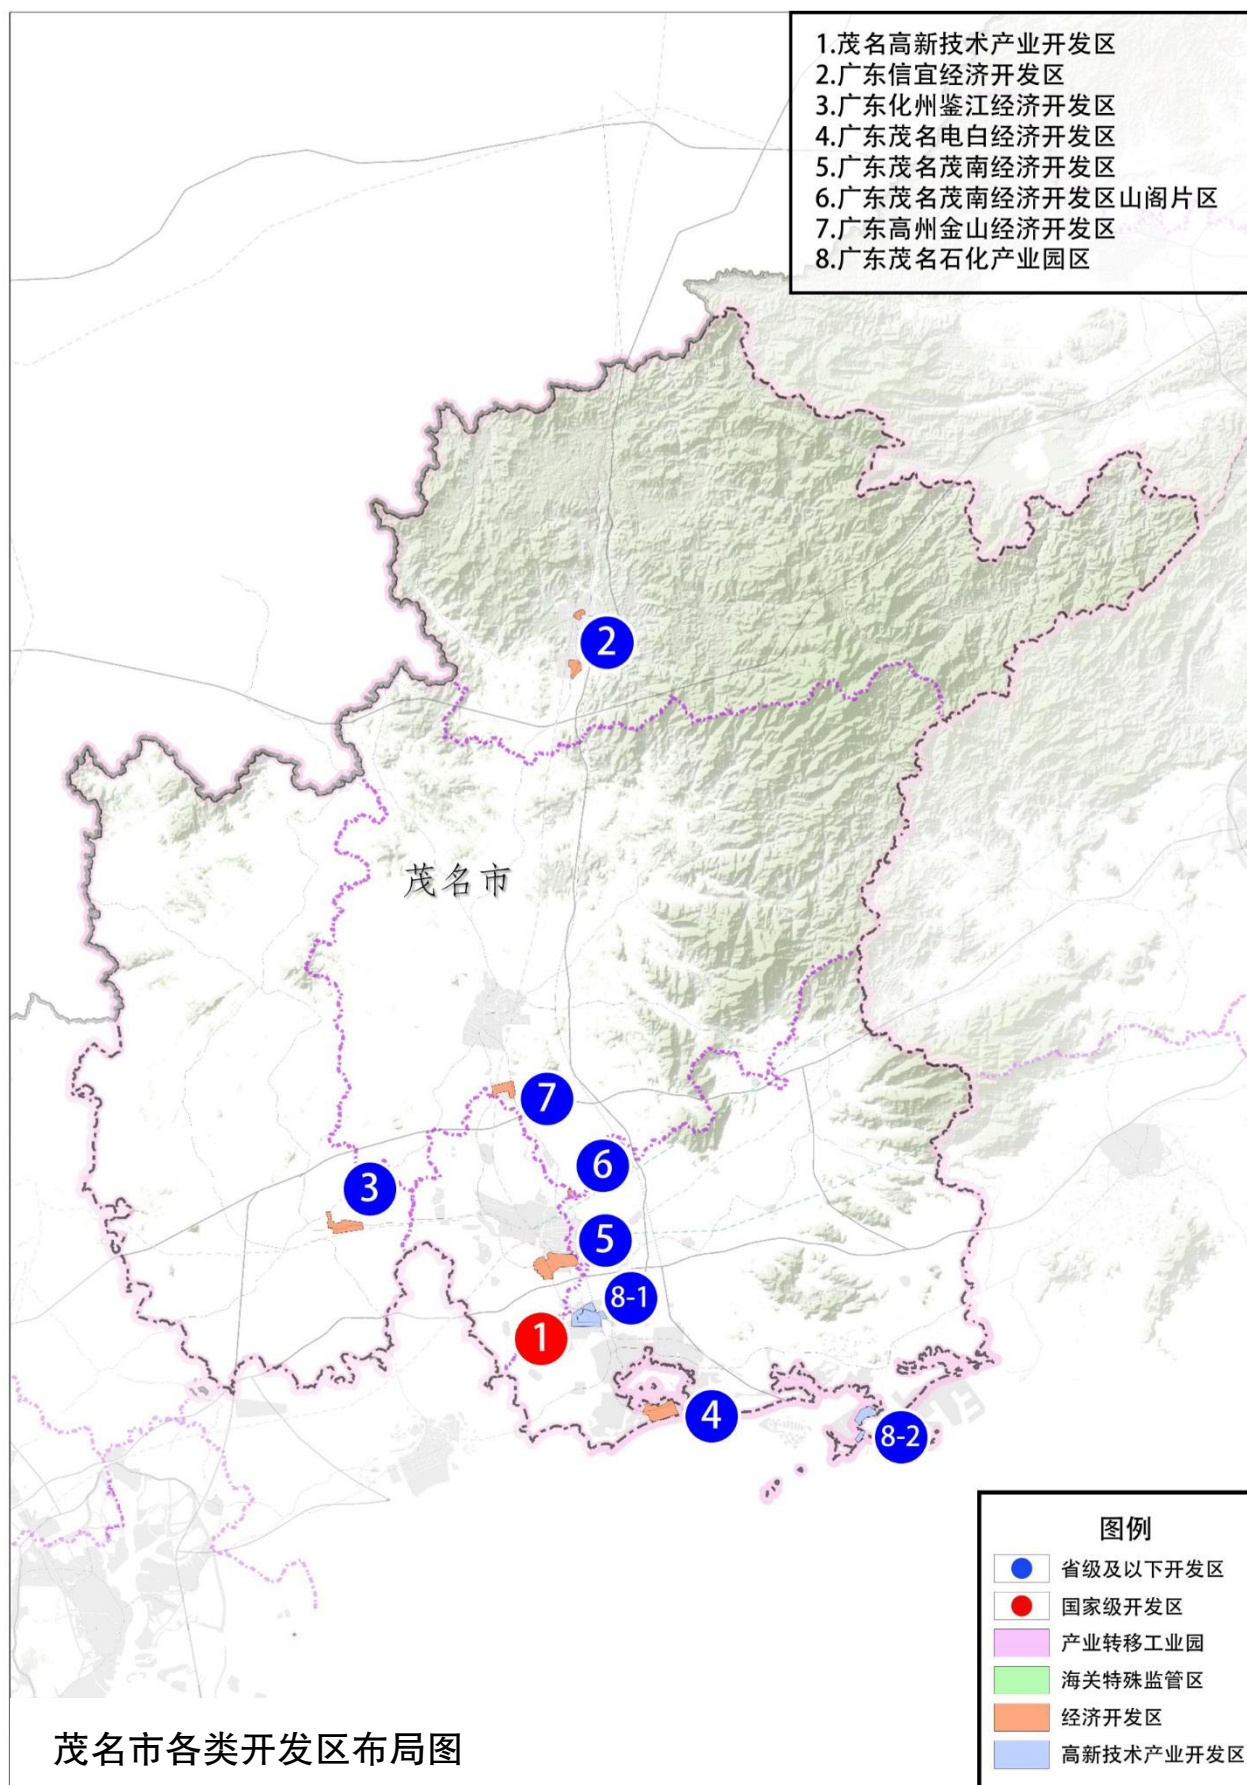 1.茂名高新技术产业开发区
2.广东信宜经济开发区
3.广东化州鉴江经济开发区
4.广东茂名电白经济开发区
5.广东茂名茂南经济开发区
6.广东茂名茂南经济开发区山阁片区
7.广东高州金山经济开发区
8.广东茂名石化产业园区
2
茂名市
7
6
3
5
8-1
1
4
8-2
图例
省级及以下开发区
国家级开发区
产业转移工业园
海关特殊监管区
经济开发区
高新技术产业开发区
茂名市各类开发区布局图